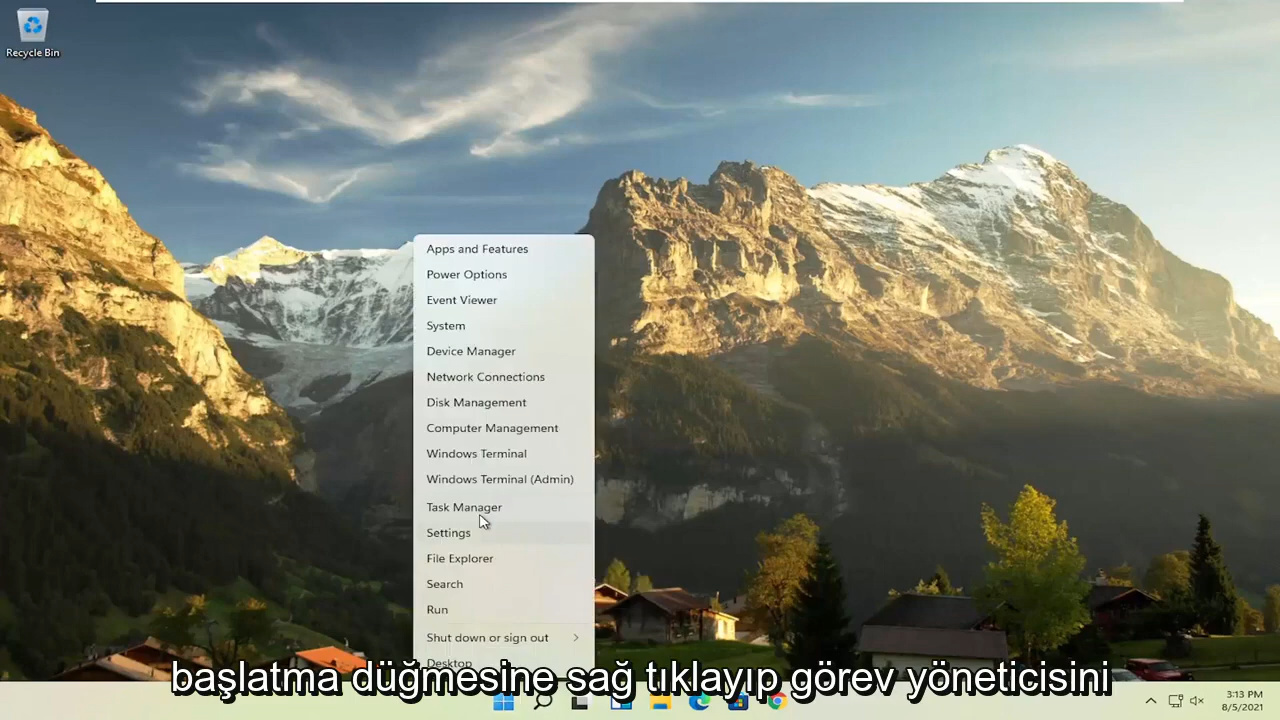 Recycle Bin
Apps and Features
Power Options
Event Viewer
System
Device Manager
Network Connections
Disk Management
Computer Management
Windows Terminal
Windows Terminal (Admin)
Task Manager
Settings
File Explorer
Search
Run
Shut down or sign out
Desktop
başlatma düğmesine sağ tıklayıp görev yöneticisini
3:13 PM
8/5/2021